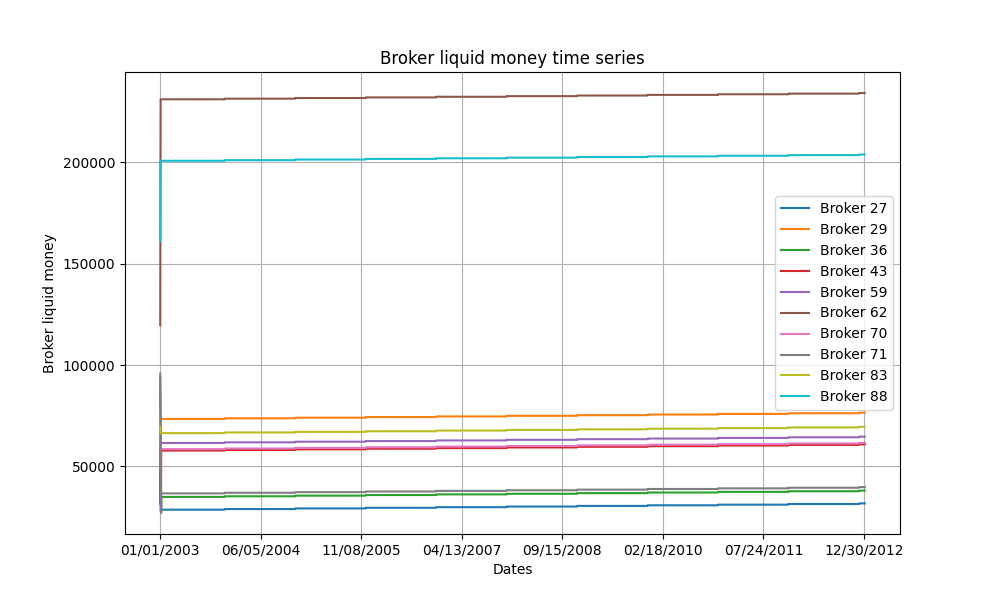 Broker liquid money time series
Broker liquid money
200000
150000
100000
50000
Broker 27
Broker 29
Broker 36
Broker 43
Broker 59
Broker 62
Broker 70
Broker 71
Broker 83
Broker 88
01/01/2003 06/05/2004 11/08/2005 04/13/2007 09/15/2008 02/18/2010 07/24/2011 12/30/2012
Dates